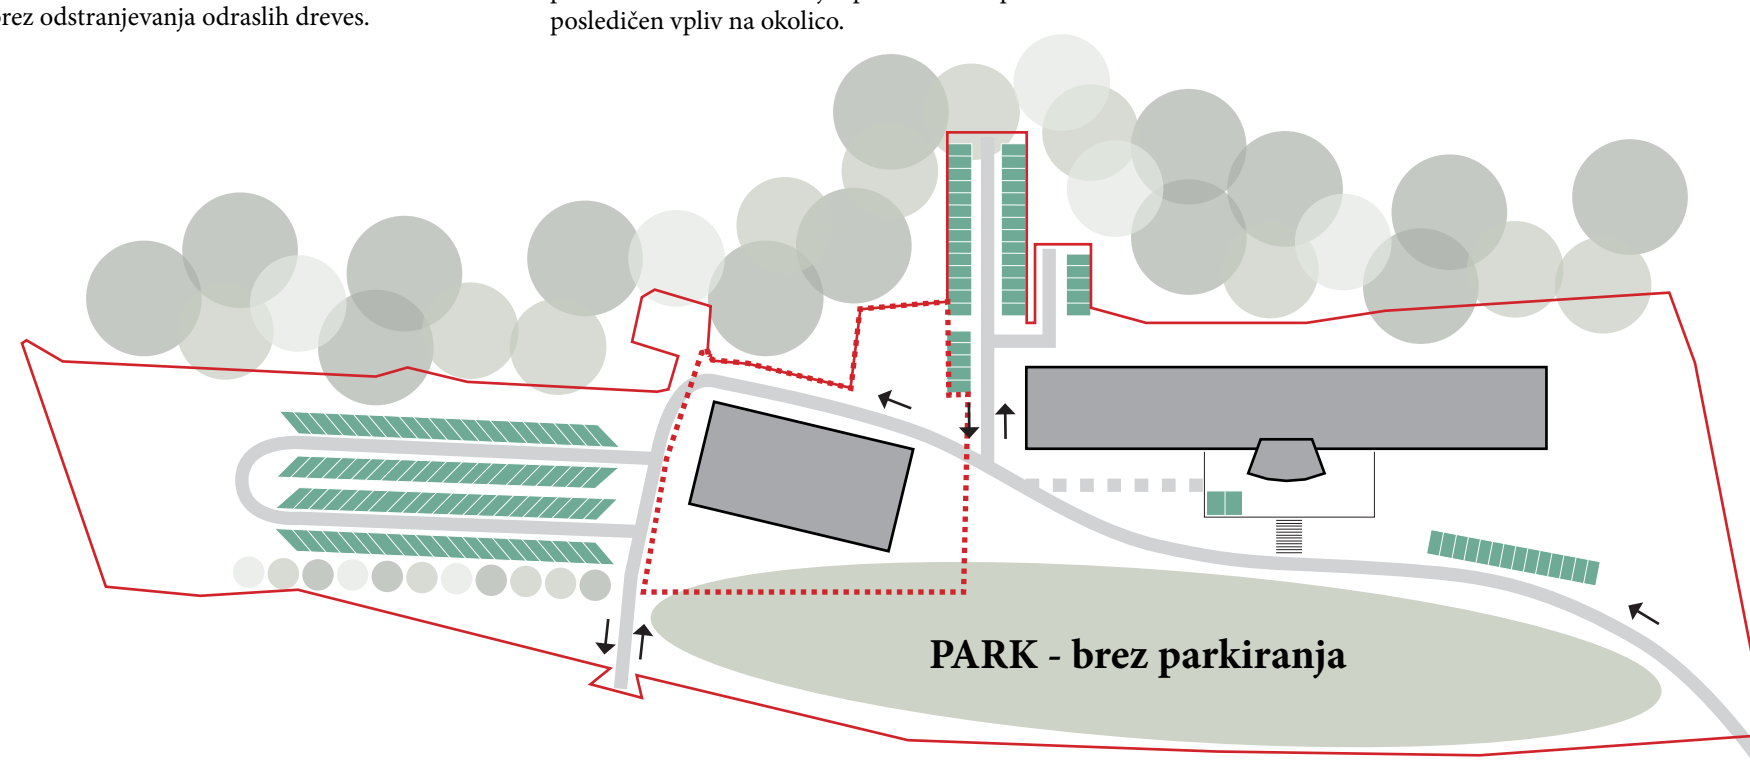 brez odstranjevanja odraslih dreves.
posledičen vpliv na okolico.
PARK - brez parkiranja